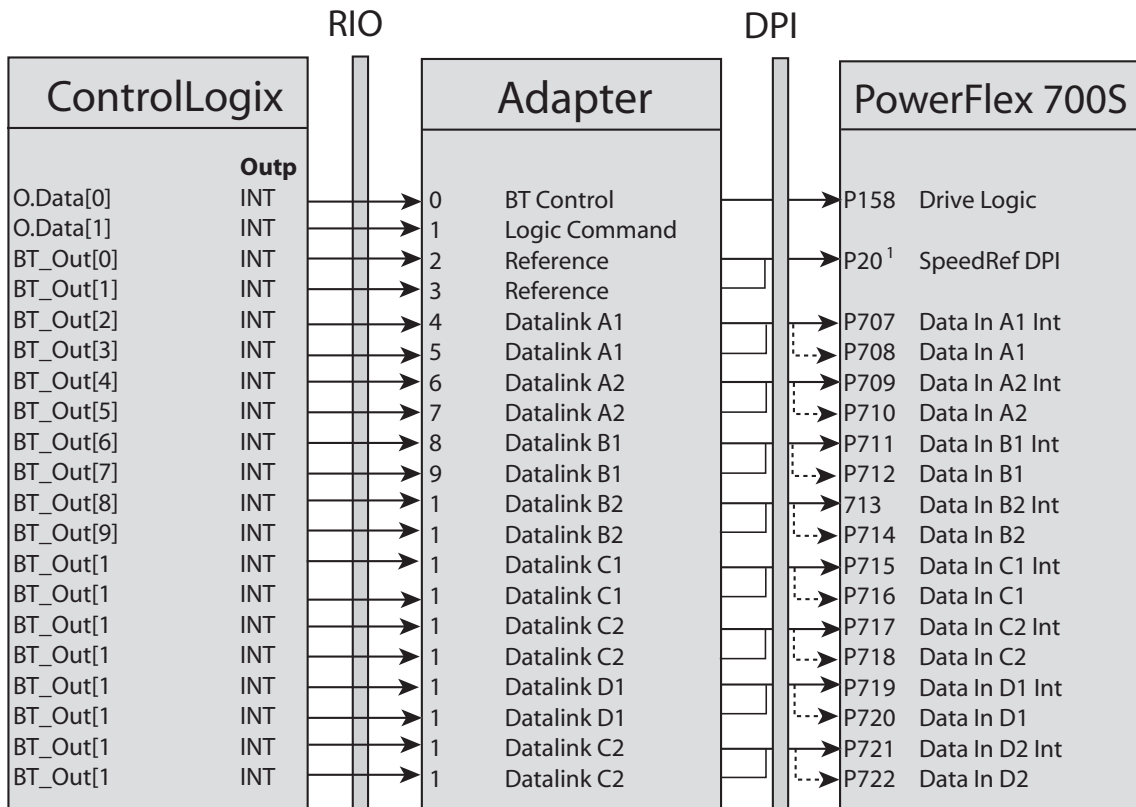 RIO DPI
ControlLogix Adapter PowerFlex 700S
Outp
O.Data[0] INT 0 BT Control P158 Drive Logic
O.Data[1] INT 1 Logic Command
BT_Out[0] INT 2 Reference P20 1 SpeedRef DPI
BT_Out[1] INT 3 Reference
BT_Out[2] INT 4 Datalink A1 P707 Data In A1 Int
BT_Out[3] INT 5 Datalink A1 P708 Data In A1
BT_Out[4] INT 6 Datalink A2 P709 Data In A2 Int
BT_Out[5] INT 7 Datalink A2 P710 Data In A2
BT_Out[6] INT 8 Datalink B1 P711 Data In B1 Int
BT_Out[7] INT 9 Datalink B1 P712 Data In B1
BT_Out[8] INT 1 Datalink B2 713 Data In B2 Int
BT_Out[9] INT 1 Datalink B2 P714 Data In B2
BT_Out[1 INT 1 Datalink C1 P715 Data In C1 Int
BT_Out[1 INT 1 Datalink C1 P716 Data In C1
BT_Out[1 INT 1 Datalink C2 P717 Data In C2 Int
BT_Out[1 INT 1 Datalink C2 P718 Data In C2
BT_Out[1 INT 1 Datalink D1 P719 Data In D1 Int
BT_Out[1 INT 1 Datalink D1 P720 Data In D1
BT_Out[1 INT 1 Datalink C2 P721 Data In D2 Int
BT_Out[1 INT 1 Datalink C2 P722 Data In D2